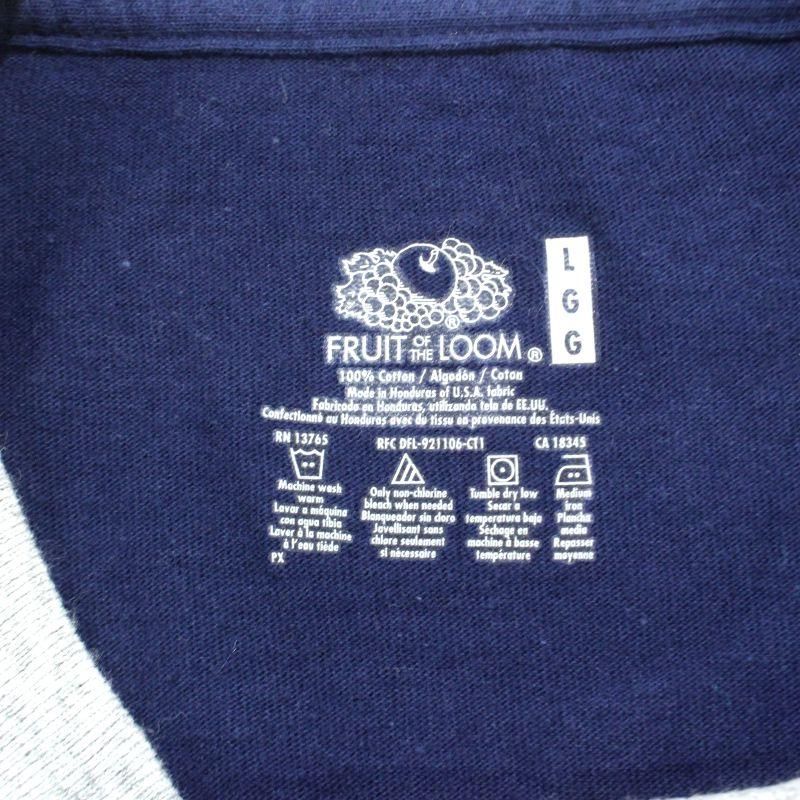 L
G
G
®
FRUIT OF THE LOOM ®
100% Cotton / Algodón / Coton
Made in Honduras of U.S.A. fabric
Fabricado en Honduras, utilizando tela de EE.UU.
Confectionné au Honduras avec du tissu en provenance des États-Unis
RN 13765 RFC DFL-921106-CT1 CA 18345
Machine wash
warm
Lavar a máquina
con agua tibia
Laver à la machine
à l'eau tiède
PX
Only non-chlorine
bleach when needed
Blanqueador sin cloro
Javellisant sans
chlore seulement
si nécessaire
Tumble dry low
Secar a
temperatura baja
Séchage en
machine à basse
température
Medium
iron
Plancha
media
Repasser
moyenne